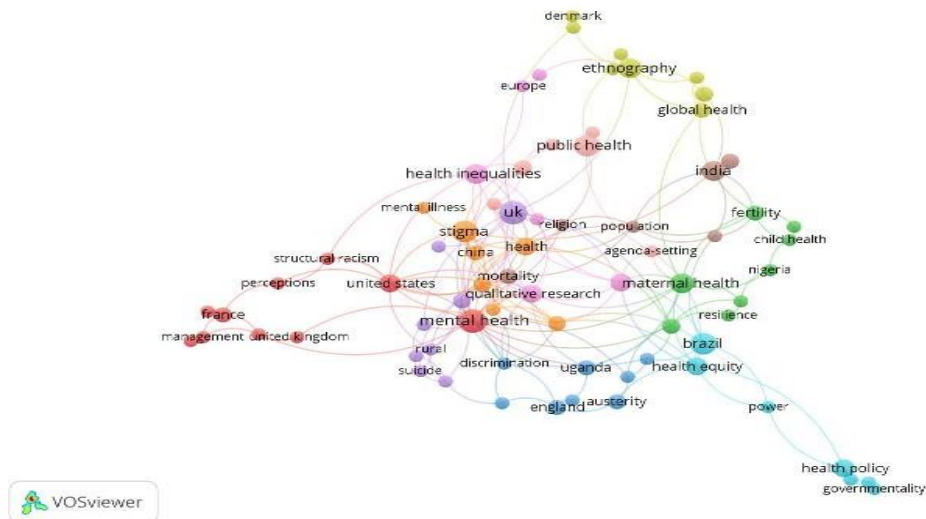 denmark
ethnography
europe
global health
public health
health inequalities
india
mental illness
uk
fertility
religion
population
stigma
child health
health
china
agenda-setting
structural racism
mortality
nigeria
perceptions
united states
maternal health
qualitative research
france
resilience
mental health
management united kingdom
brazil
rural
discrimination
suicide
uganda
health equity
england
austerity
power
health policy
governmentality
VOSviewer